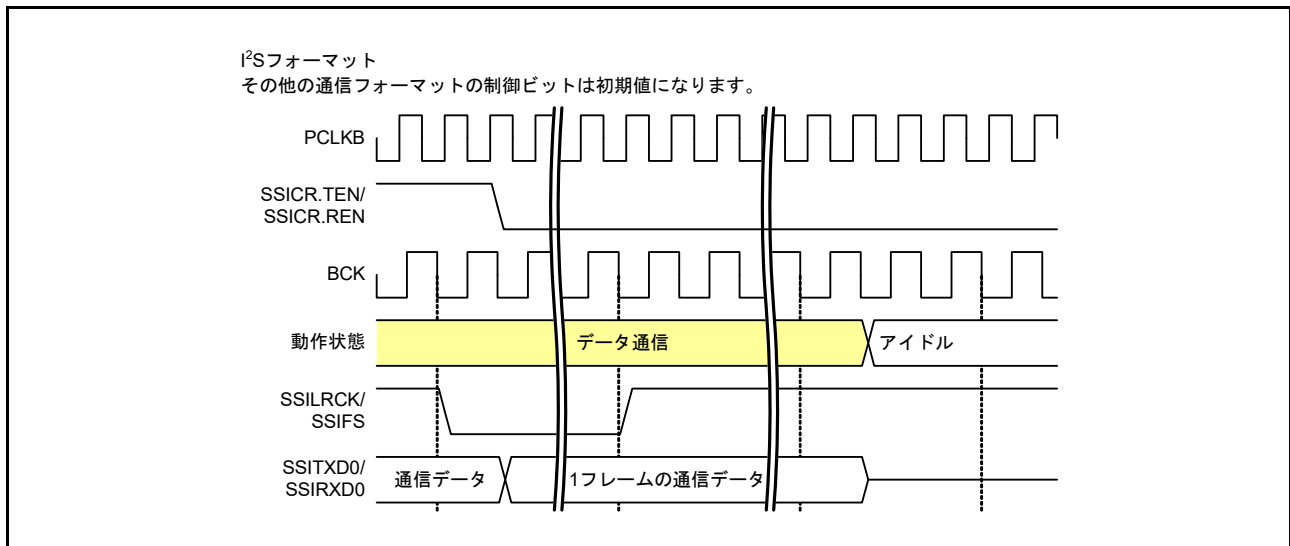 I²Sフォーマット
その他の通信フォーマットの制御ビットは初期値になります。
PCLKB
SSICR.TEN/
SSICR.REN
BCK
動作状態
データ通信
アイドル
SSILRCK/
SSIFS
SSITXD0/
SSIRXD0
通信データ
1フレームの通信データ